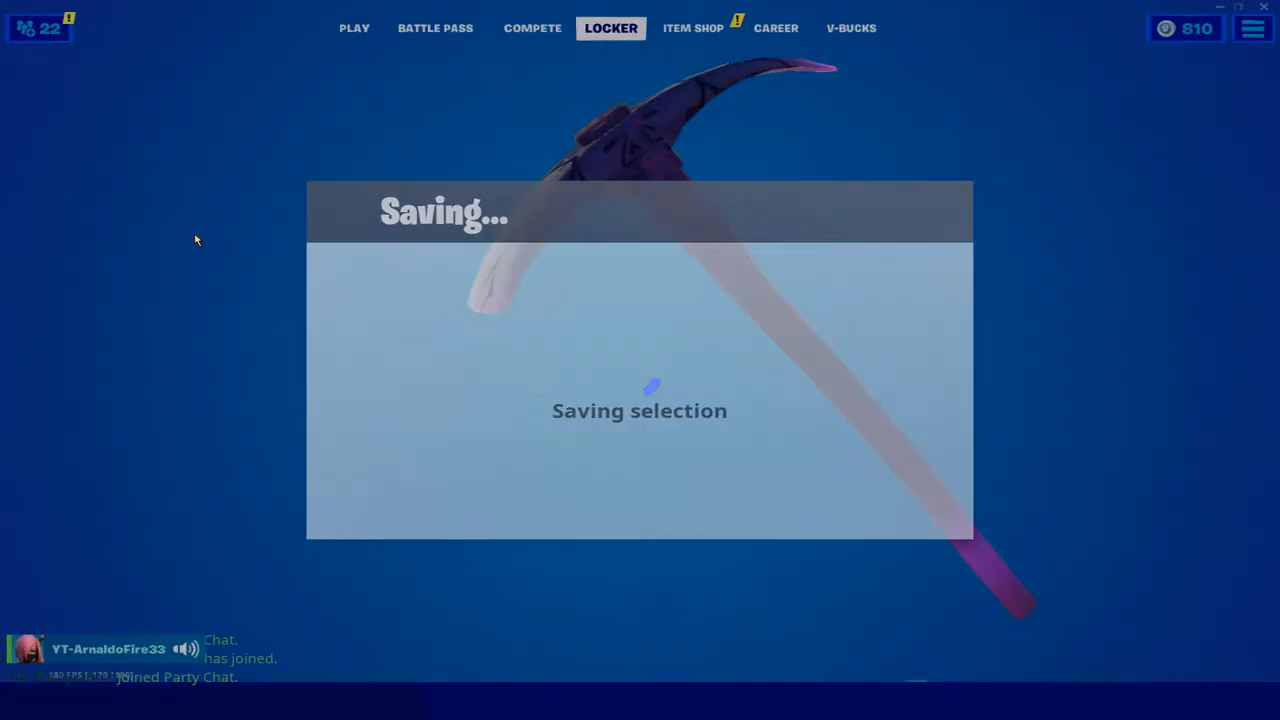 22
PLAY
BATTLE PASS
COMPETE
LOCKER
ITEM SHOP
CAREER
V-BUCKS
810
Saving...
Saving selection
Chat.
YT-ArnaldoFire33
has joined.
joined Party Chat.